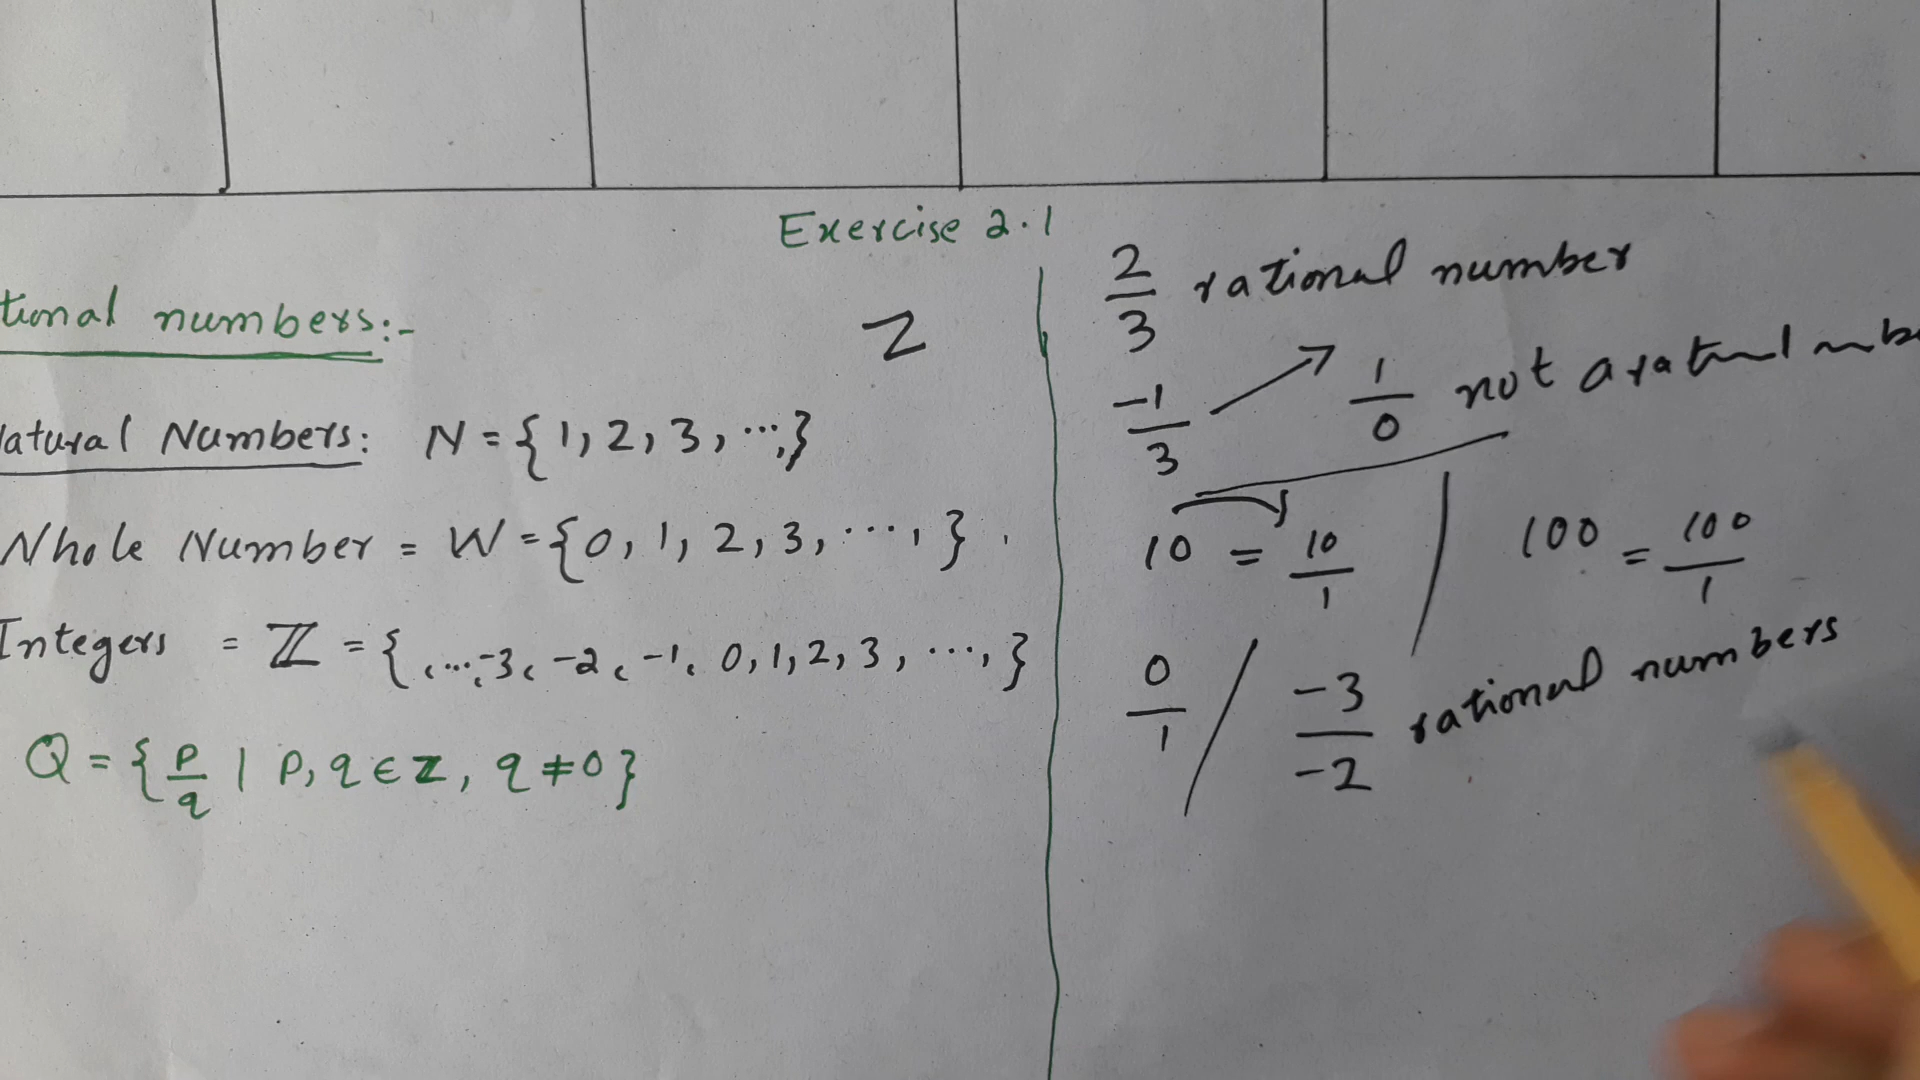 Exercise 2.1
tional numbers:-
Z
atural Numbers: N = {1, 2, 3, ...,}
Whole Number = W = {0, 1, 2, 3, ..., } .
Integers = ℤ = { , ..., -3, -2, -1, 0, 1, 2, 3, ..., }
Q = { p/q | p, q ∈ Z, q ≠ 0}
2/3 rational number
-1/3 → 1/0 not a
10 = 10/1 / 100 = 100/1
0/1 / -3/-2 rational numbers